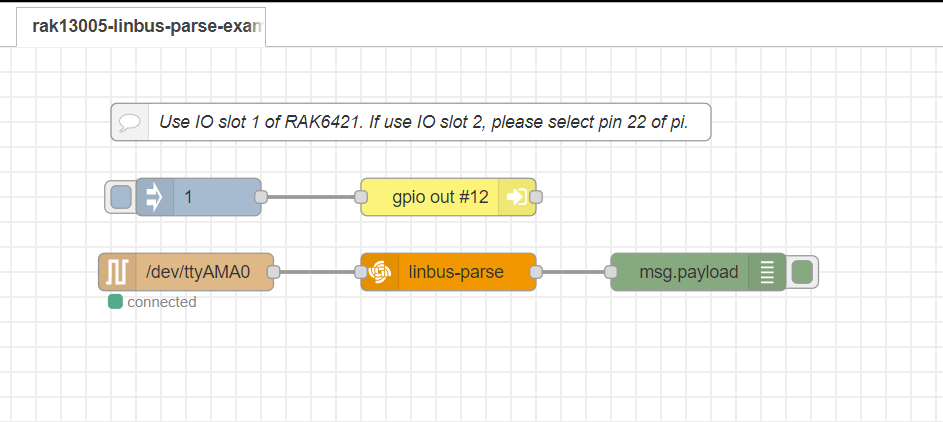 rak13005-linbus-parse-exam
Use IO slot 1 of RAK6421. If use IO slot 2, please select pin 22 of pi.
1
gpio out #12
/dev/ttyAMA0
linbus-parse
msg.payload
connected